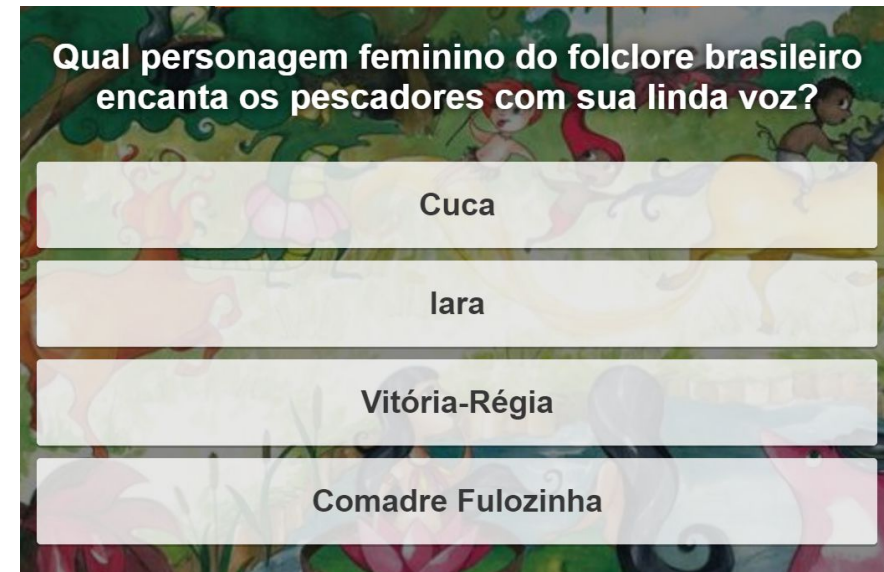 Qual personagem feminino do folclore brasileiro
encanta os pescadores com sua linda voz?
Cuca
Iara
Vitória-Régia
Comadre Fulozinha